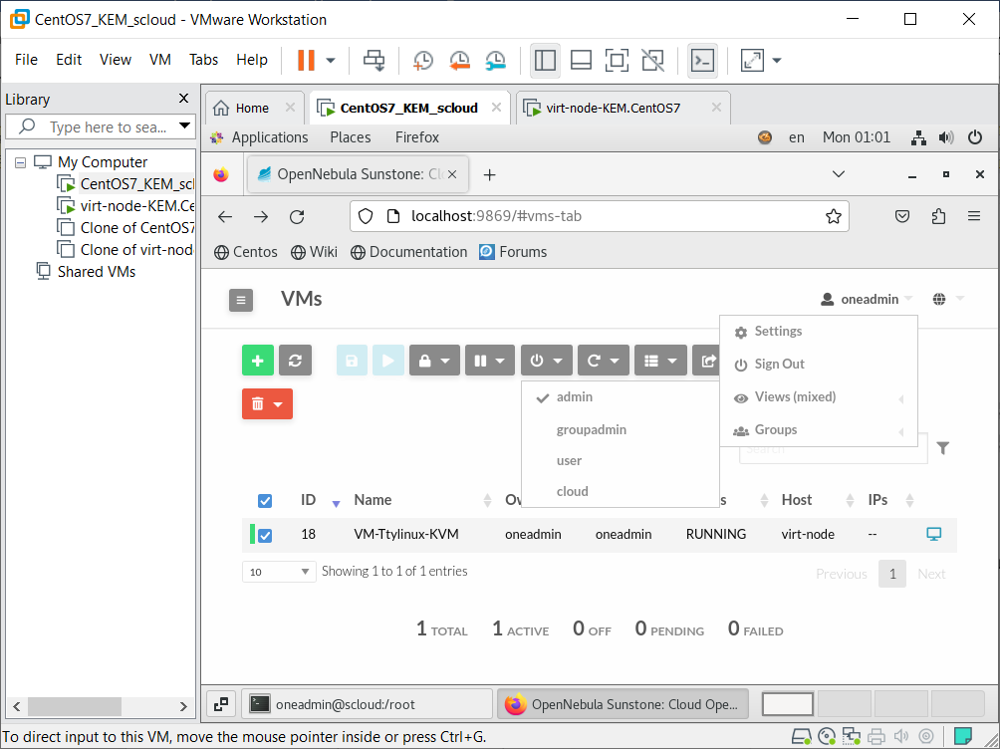 CentOS7_KEM_scloud - VMware Workstation
File Edit View VM Tabs Help
Library
Type here to sea...
My Computer
CentOS7_KEM_scl
virt-node-KEM.Ce
Clone of CentOS7
Clone of virt-nod
Shared VMs
Home
CentOS7_KEM_scloud
virt-node-KEM.CentOS7
Applications Places Firefox
en Mon 01:01
OpenNebula Sunstone: Cl
localhost:9869/#vms-tab
Centos Wiki Documentation Forums
VMs
oneadmin
Settings
Sign Out
Views (mixed)
Groups
admin
groupadmin
user
cloud
Search
ID Name Ow s Host IPs
18 VM-Ttylinux-KVM oneadmin oneadmin RUNNING virt-node --
10 Showing 1 to 1 of 1 entries
Previous 1 Next
1 TOTAL 1 ACTIVE 0 OFF 0 PENDING 0 FAILED
oneadmin@scloud:/root
OpenNebula Sunstone: Cloud Ope...
To direct input to this VM, move the mouse pointer inside or press Ctrl+G.